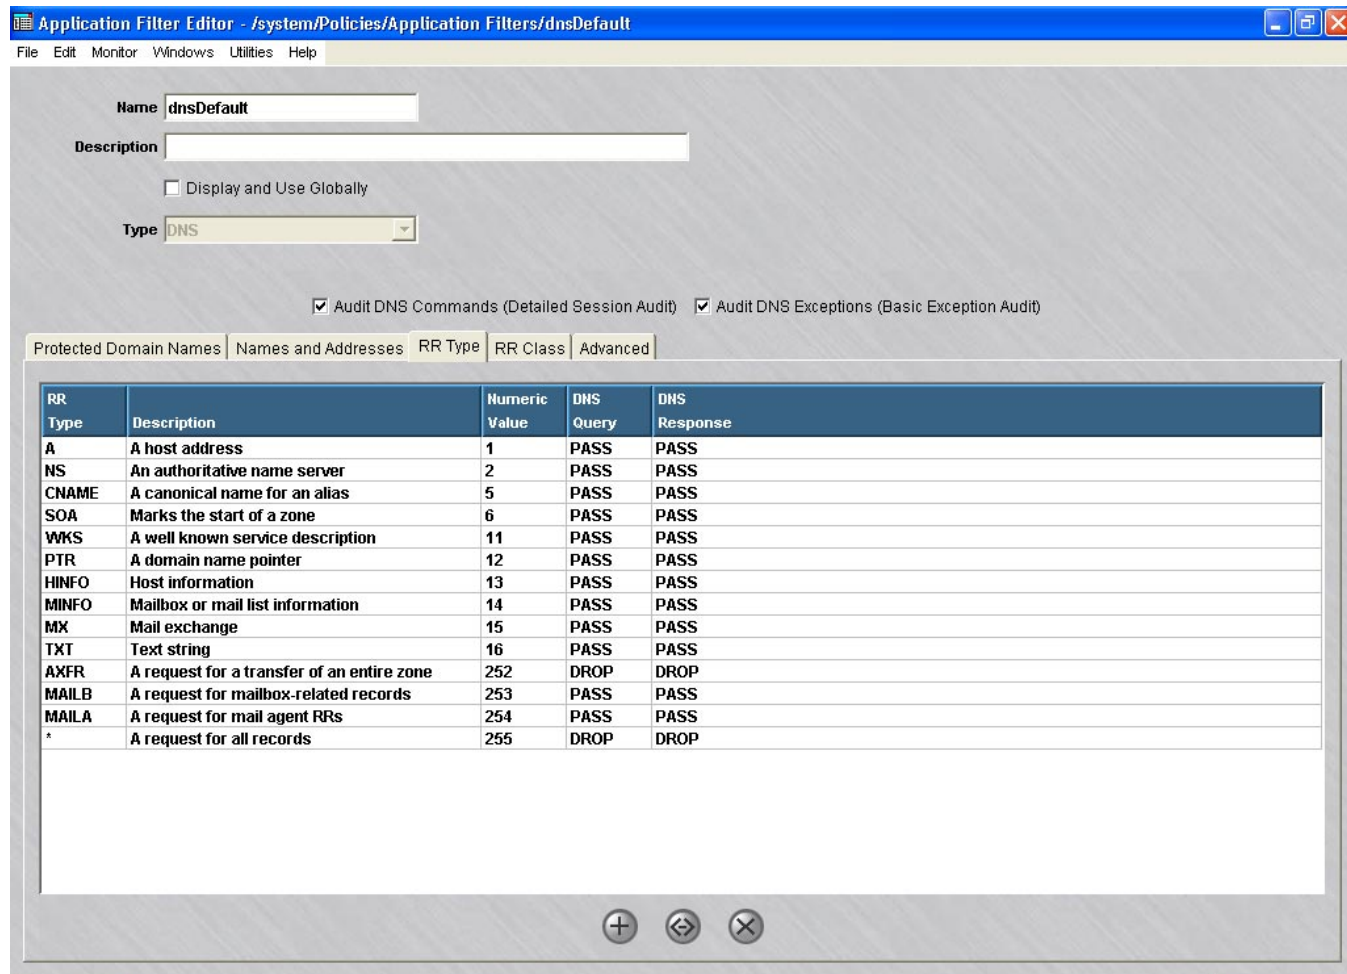 Application Filter Editor - /system/Policies/Application Filters/dnsDefault
File Edit Monitor Windows Utilities Help
Name dnsDefault
Description
Display and Use Globally
Type DNS
Audit DNS Commands (Detailed Session Audit) Audit DNS Exceptions (Basic Exception Audit)
Protected Domain Names Names and Addresses RR Type RR Class Advanced
RR Numeric DNS DNS
Type Description Value Query Response
A A host address 1 PASS PASS
NS An authoritative name server 2 PASS PASS
CNAME A canonical name for an alias 5 PASS PASS
SOA Marks the start of a zone 6 PASS PASS
WKS A well known service description 11 PASS PASS
PTR A domain name pointer 12 PASS PASS
HINFO Host information 13 PASS PASS
MINFO Mailbox or mail list information 14 PASS PASS
MX Mail exchange 15 PASS PASS
TXT Text string 16 PASS PASS
AXFR A request for a transfer of an entire zone 252 DROP DROP
MAILB A request for mailbox-related records 253 PASS PASS
MAILA A request for mail agent RRs 254 PASS PASS
* A request for all records 255 DROP DROP